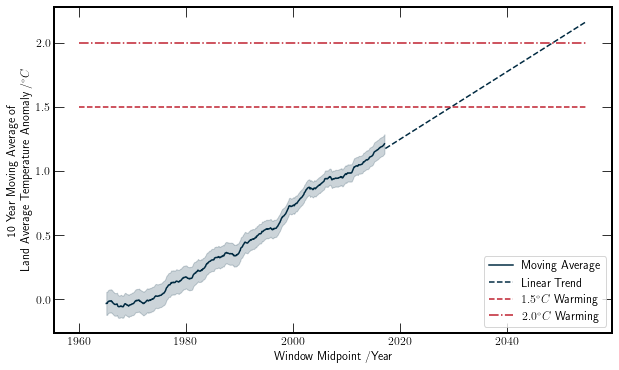 10 Year Moving Average of
Land Average Temperature Anomaly /°C
2.0
1.5
1.0
0.5
0.0
1960
1980
2000
2020
2040
Window Midpoint /Year
Moving Average
Linear Trend
1.5°C Warming
2.0°C Warming